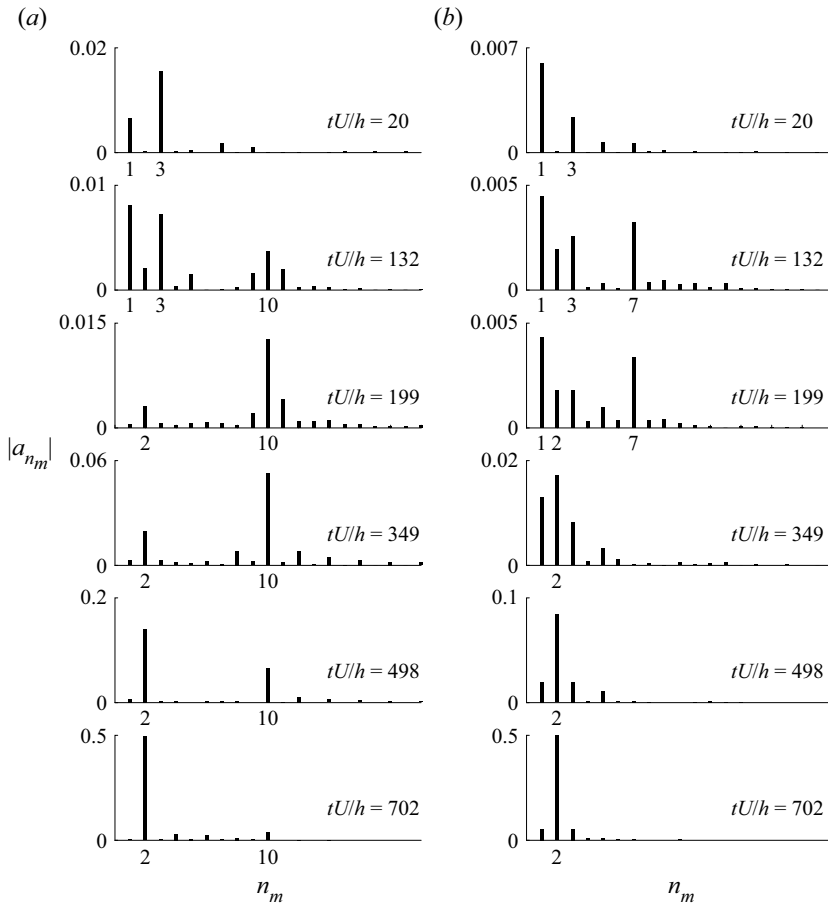 (a)
0.02
0
tU/h = 20
1 3
0.01
0
tU/h = 132
1 3 10
0.015
0
tU/h = 199
2 10
|a_{n_m}|
0.06
0
tU/h = 349
2 10
0.2
0
tU/h = 498
2 10
0.5
0
tU/h = 702
2 10
n_m
(b)
0.007
0
tU/h = 20
1 3
0.005
0
tU/h = 132
1 3 7
0.005
0
tU/h = 199
1 2 7
0.02
0
tU/h = 349
2
0.1
0
tU/h = 498
2
0.5
0
tU/h = 702
2
n_m